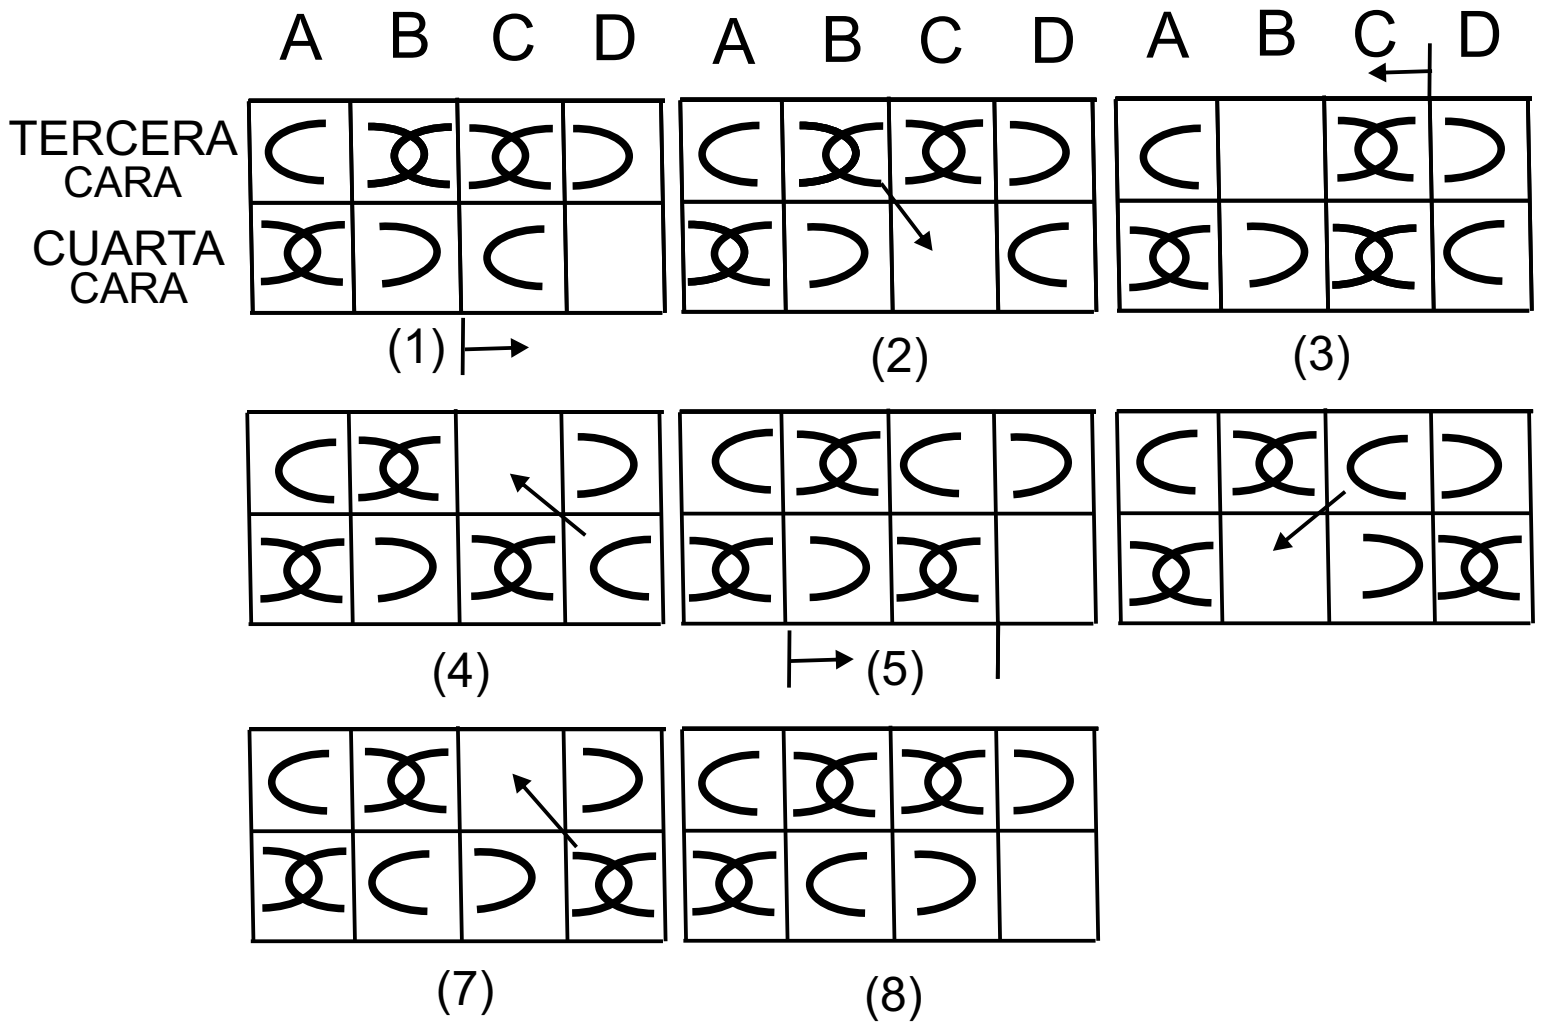 A B C D A B C D A B C D
TERCERA
CARA
CUARTA
CARA
(1) (2) (3)
(4) (5)
(7) (8)